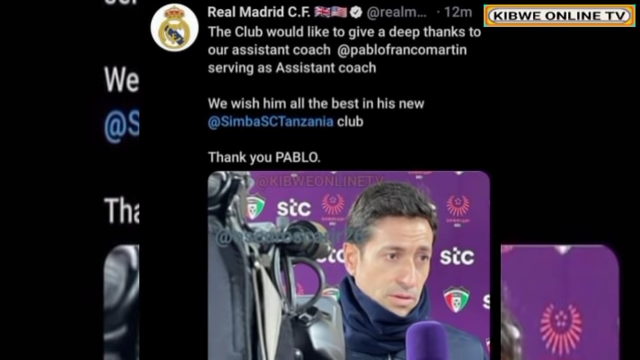 Real Madrid C.F. 🇬🇧🇺🇸 @realm... · 12m
KIBWE ONLINE TV
The Club would like to give a deep thanks to
our assistant coach @pablofrancomartin
serving as Assistant coach
We wish him all the best in his new
@SimbaSCTanzania club
Thank you PABLO.
@KIBWEONLINETV
stc
stc
We
@S
Tha